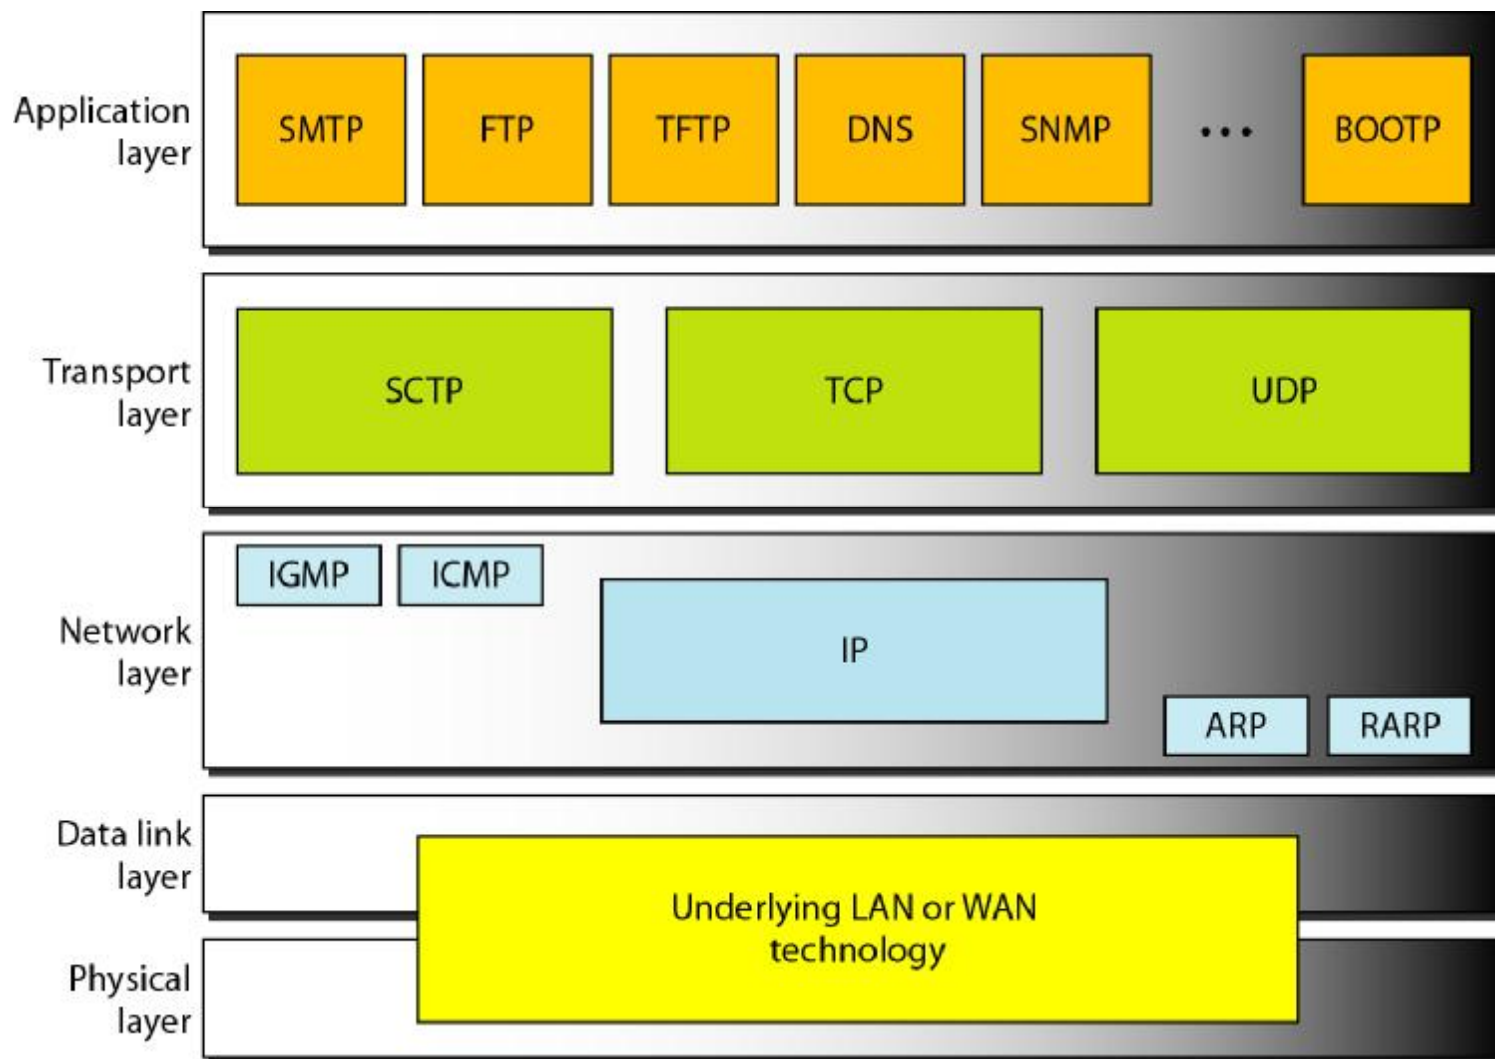 Application
layer
SMTP
FTP
TFTP
DNS
SNMP
...
BOOTP
Transport
layer
SCTP
TCP
UDP
Network
layer
IGMP
ICMP
IP
ARP
RARP
Data link
layer
Underlying LAN or WAN
technology
Physical
layer